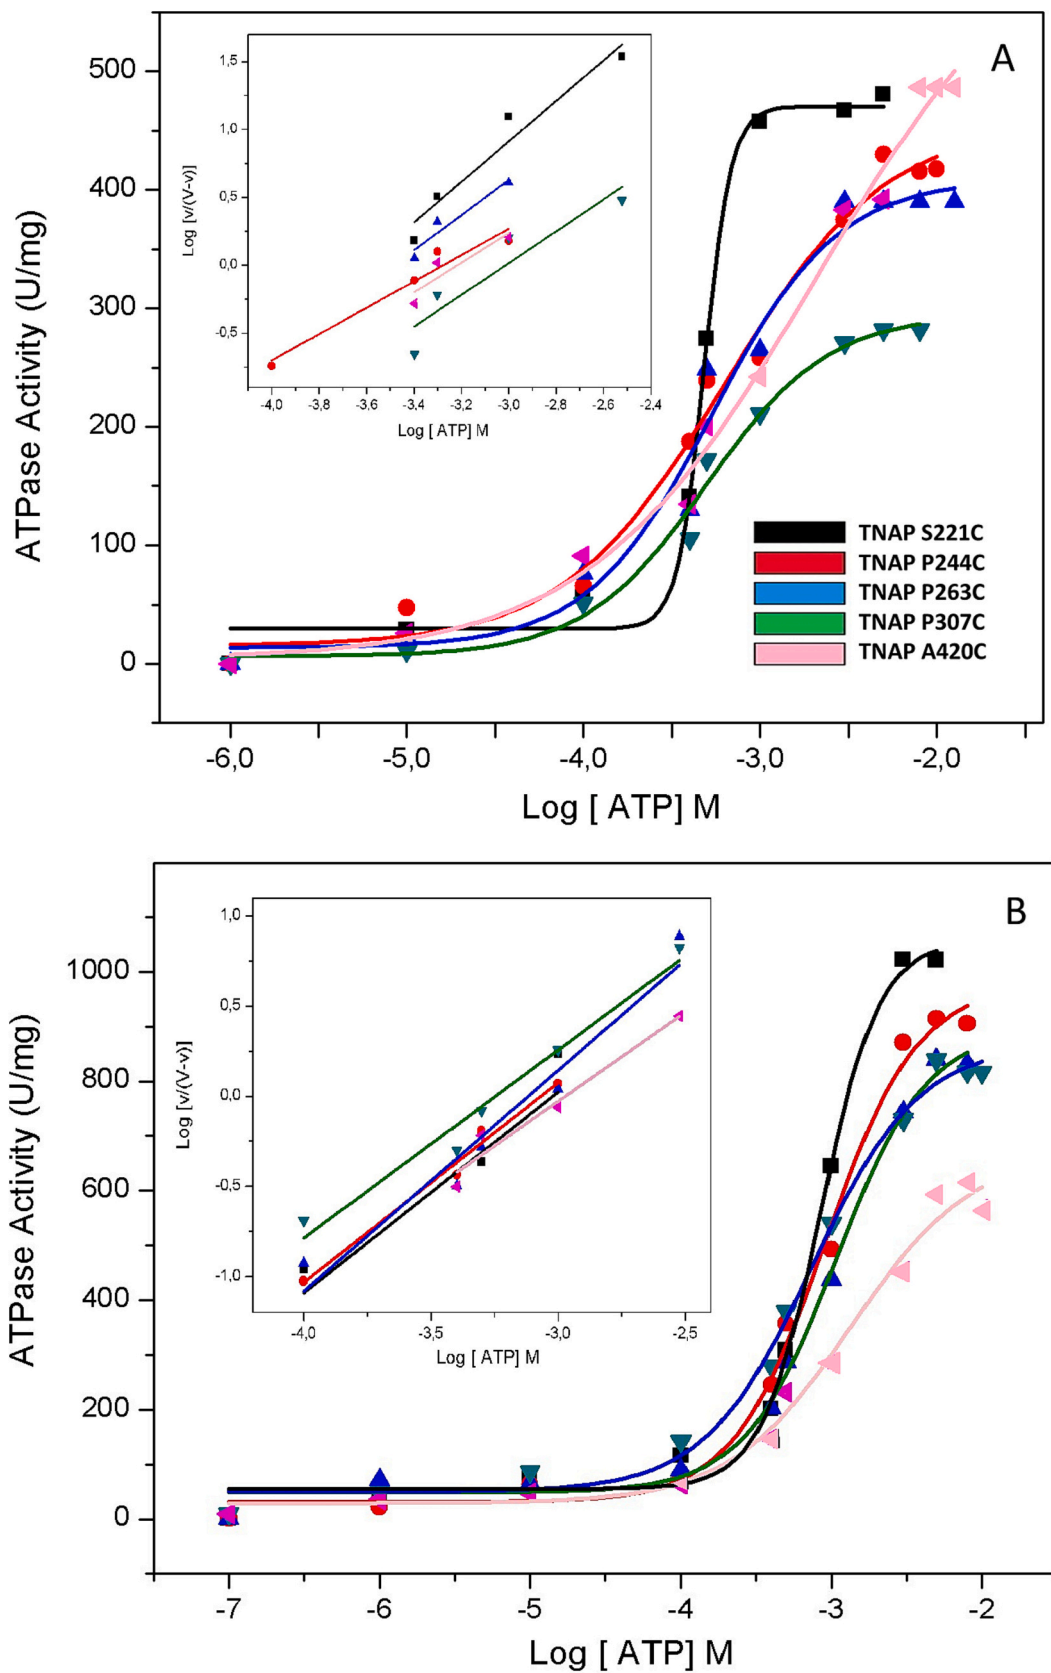 A
500
400
300
200
100
0
ATPase Activity (U/mg)
1,5
1,0
0,5
0,0
-0,5
Log [v/(V-v)]
-4,0 -3,8 -3,6 -3,4 -3,2 -3,0 -2,8 -2,6 -2,4
Log [ ATP] M
TNAP S221C
TNAP P244C
TNAP P263C
TNAP P307C
TNAP A420C
-6,0 -5,0 -4,0 -3,0 -2,0
Log [ ATP] M
B
1000
800
600
400
200
0
ATPase Activity (U/mg)
1,0
0,5
0,0
-0,5
-1,0
Log [v/(V-v)]
-4,0 -3,5 -3,0 -2,5
Log [ ATP] M
-7 -6 -5 -4 -3 -2
Log [ ATP] M